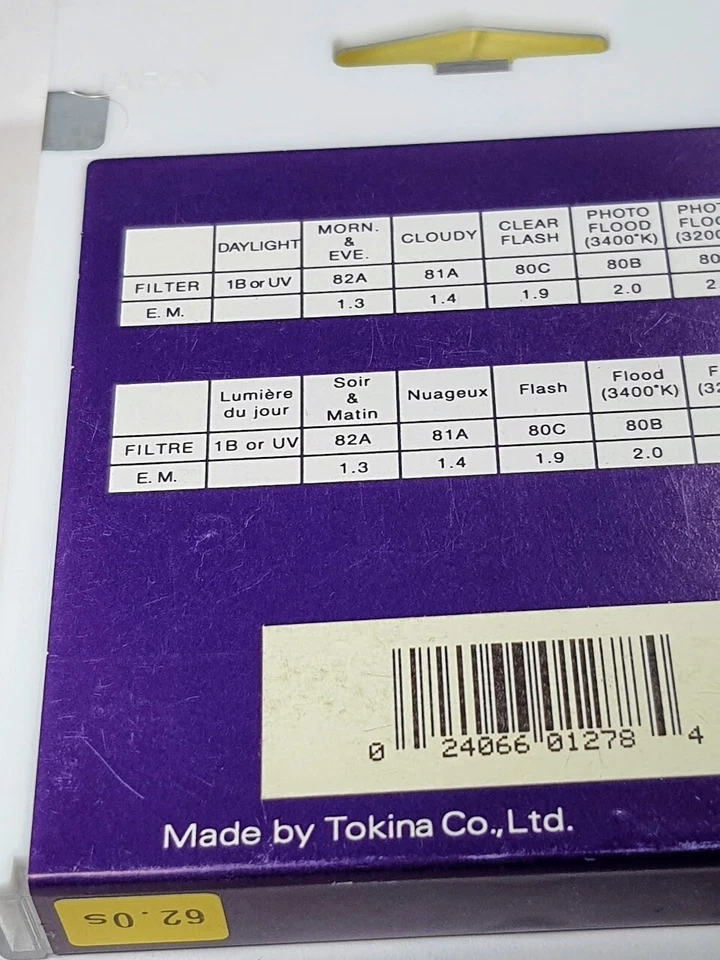 DAYLIGHT MORN. & EVE. CLOUDY CLEAR FLASH PHOTO FLOOD (3400°K)
FILTER 1B or UV 82A 81A 80C 80B
E. M. 1.3 1.4 1.9 2.0
Lumière du jour Soir & Matin Nuageux Flash Flood (3400°K)
FILTRE 1B or UV 82A 81A 80C 80B
E. M. 1.3 1.4 1.9 2.0
0 24066 01278 4
Made by Tokina Co., Ltd.
62.0s